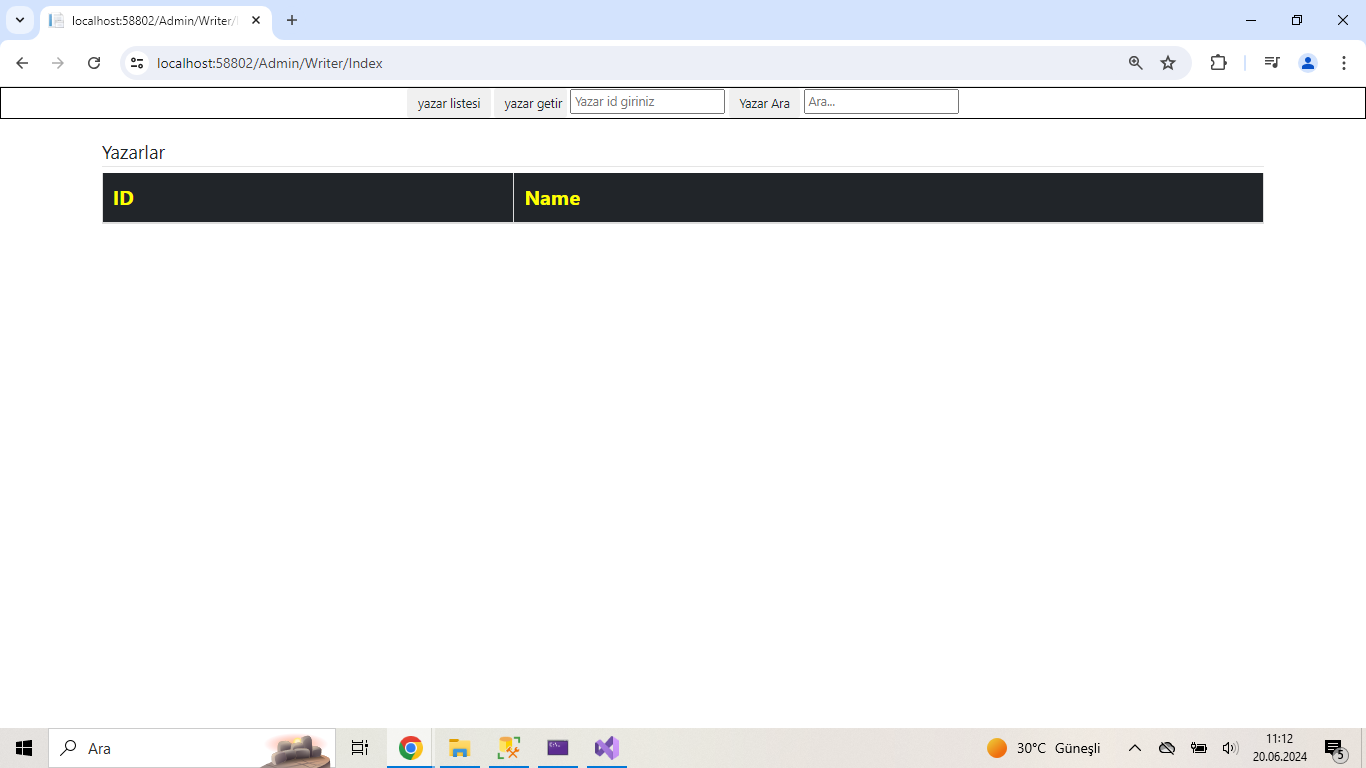 localhost:58802/Admin/Writer/
localhost:58802/Admin/Writer/Index
yazar listesi yazar getir Yazar id giriniz Yazar Ara Ara...
Yazarlar
ID Name
Ara
30°C Güneşli
11:12
20.06.2024
5